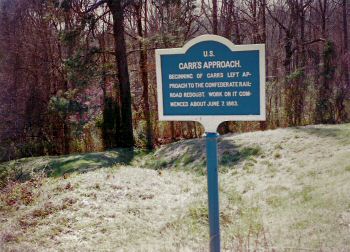 U.S.
CARR'S APPROACH.
BEGINNING OF CARR'S LEFT AP-
PROACH TO THE CONFEDERATE RAIL-
ROAD REDOUBT. WORK ON IT COM-
MENCED ABOUT JUNE 7, 1863.